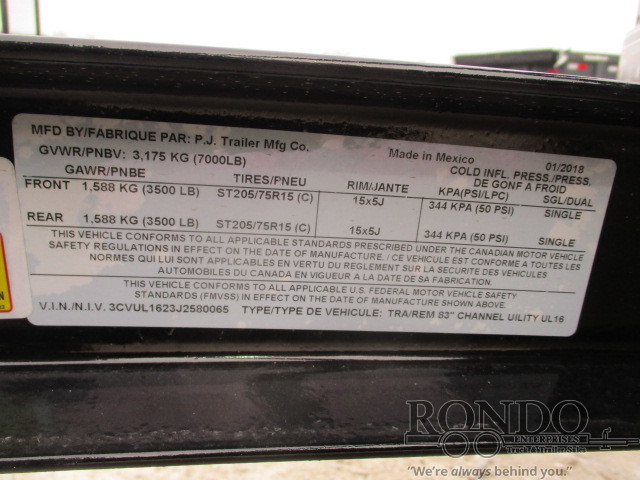 MFD BY/FABRIQUE PAR: P.J. Trailer Mfg Co.
Made in Mexico
01/2018
GVWR/PNBV: 3,175 KG (7000LB)
COLD INFL. PRESS./PRESS.
DE GONF A FROID
GAWR/PNBE TIRES/PNEU RIM/JANTE KPA(PSI/LPC) SGL/DUAL
FRONT 1,588 KG (3500 LB) ST205/75R15 (C) 15x5J 344 KPA (50 PSI) SINGLE
REAR 1,588 KG (3500 LB) ST205/75R15 (C) 15x5J 344 KPA (50 PSI) SINGLE
THIS VEHICLE CONFORMS TO ALL APPLICABLE STANDARDS PRESCRIBED UNDER THE CANADIAN MOTOR VEHICLE
SAFETY REGULATIONS IN EFFECT ON THE DATE OF MANUFACTURE. / CE VEHICULE EST CONFORME A TOUTES LES
NORMES QUI LUI SONT APPLICABLES EN VERTU DU REGLEMENT SUR LA SECURITE DES VEHICULES
AUTOMOBILES DU CANADA EN VIGUEUR A LA DATE DE SA FABRICATION.
THIS VEHICLE CONFORMS TO ALL APPLICABLE U.S. FEDERAL MOTOR VEHICLE SAFETY
STANDARDS (FMVSS) IN EFFECT ON THE DATE OF MANUFACTURE SHOWN ABOVE
V.I.N./N.I.V. 3CVUL1623J2580065 TYPE/TYPE DE VEHICULE: TRA/REM 83" CHANNEL UILITY UL16
RONDO
ENTERPRISES
Truck & Trailer Sales
"We're always behind you."